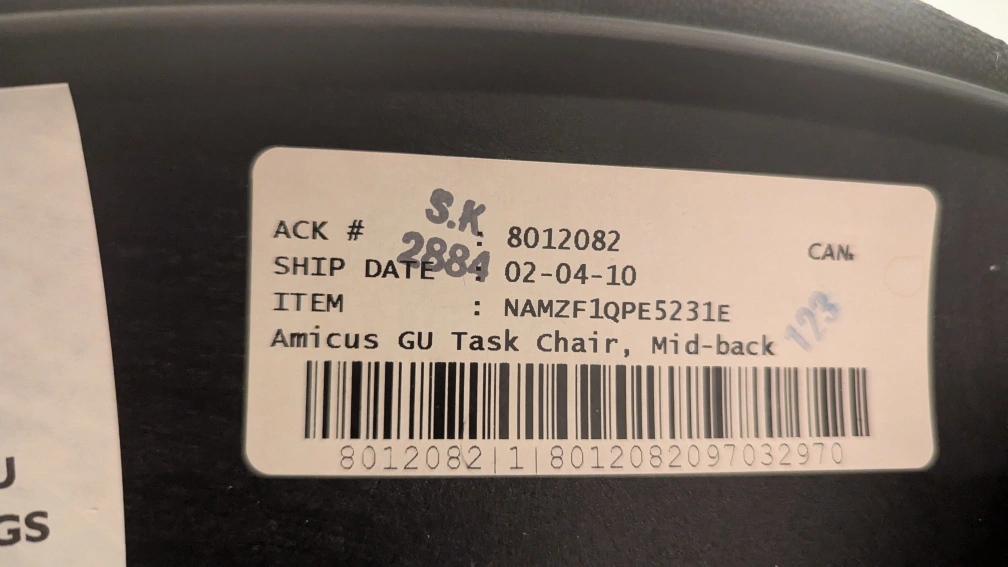 S.K
2884
ACK # : 8012082
CAN.
SHIP DATE : 02-04-10
ITEM : NAMZF1QPE5231E
123
Amicus GU Task Chair, Mid-back
8012082|1|8012082097032970
U
GS